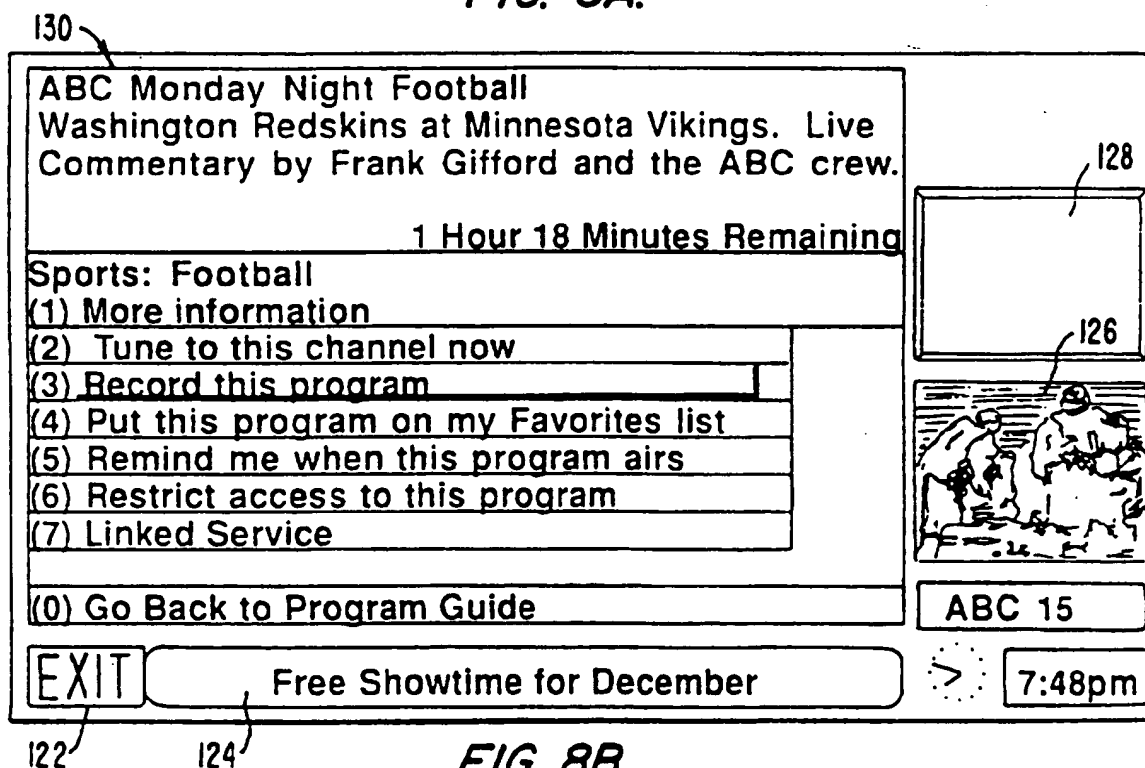 130
ABC Monday Night Football
Washington Redskins at Minnesota Vikings. Live
Commentary by Frank Gifford and the ABC crew.
1 Hour 18 Minutes Remaining
128
Sports: Football
(1) More information
(2) Tune to this channel now
126
(3) Record this program
(4) Put this program on my Favorites list
(5) Remind me when this program airs
(6) Restrict access to this program
(7) Linked Service
(0) Go Back to Program Guide
ABC 15
EXIT
Free Showtime for December
7:48pm
122
124
FIG. 8B